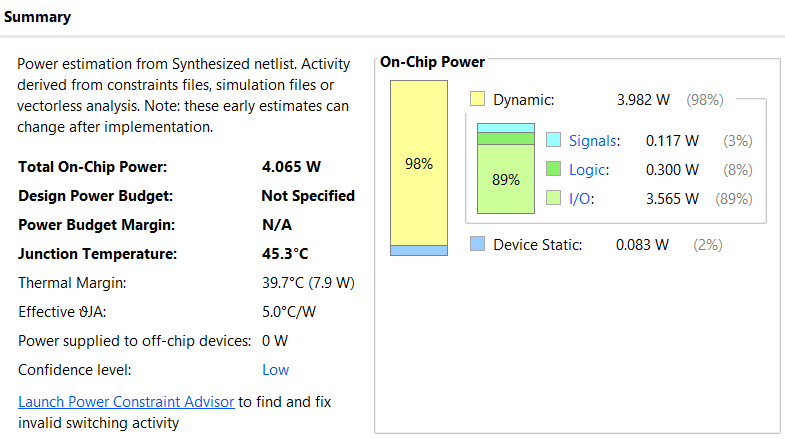 Summary
Power estimation from Synthesized netlist. Activity
derived from constraints files, simulation files or
vectorless analysis. Note: these early estimates can
change after implementation.
Total On-Chip Power: 4.065 W
Design Power Budget: Not Specified
Power Budget Margin: N/A
Junction Temperature: 45.3°C
Thermal Margin: 39.7°C (7.9 W)
Effective ϑJA: 5.0°C/W
Power supplied to off-chip devices: 0 W
Confidence level: Low
Launch Power Constraint Advisor to find and fix
invalid switching activity
On-Chip Power
98%
Dynamic: 3.982 W (98%)
89%
Signals: 0.117 W (3%)
Logic: 0.300 W (8%)
I/O: 3.565 W (89%)
Device Static: 0.083 W (2%)